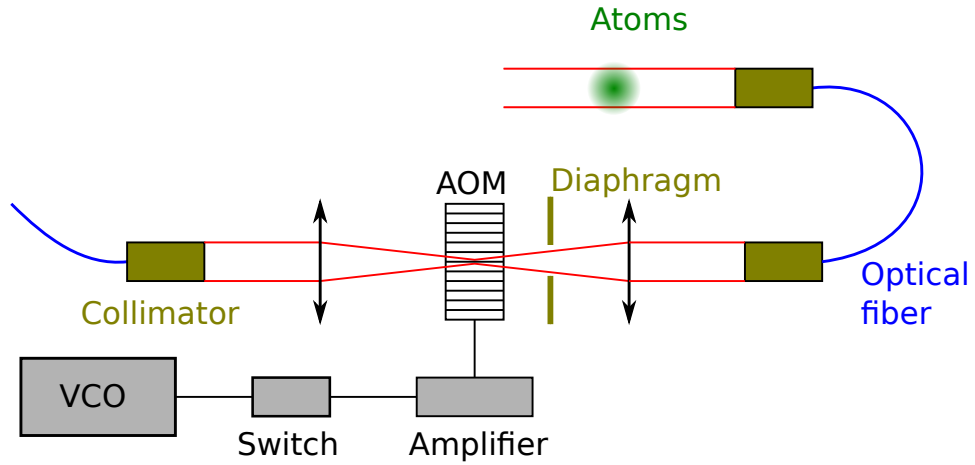 Atoms
AOM
Diaphragm
Collimator
Optical
fiber
VCO
Switch
Amplifier